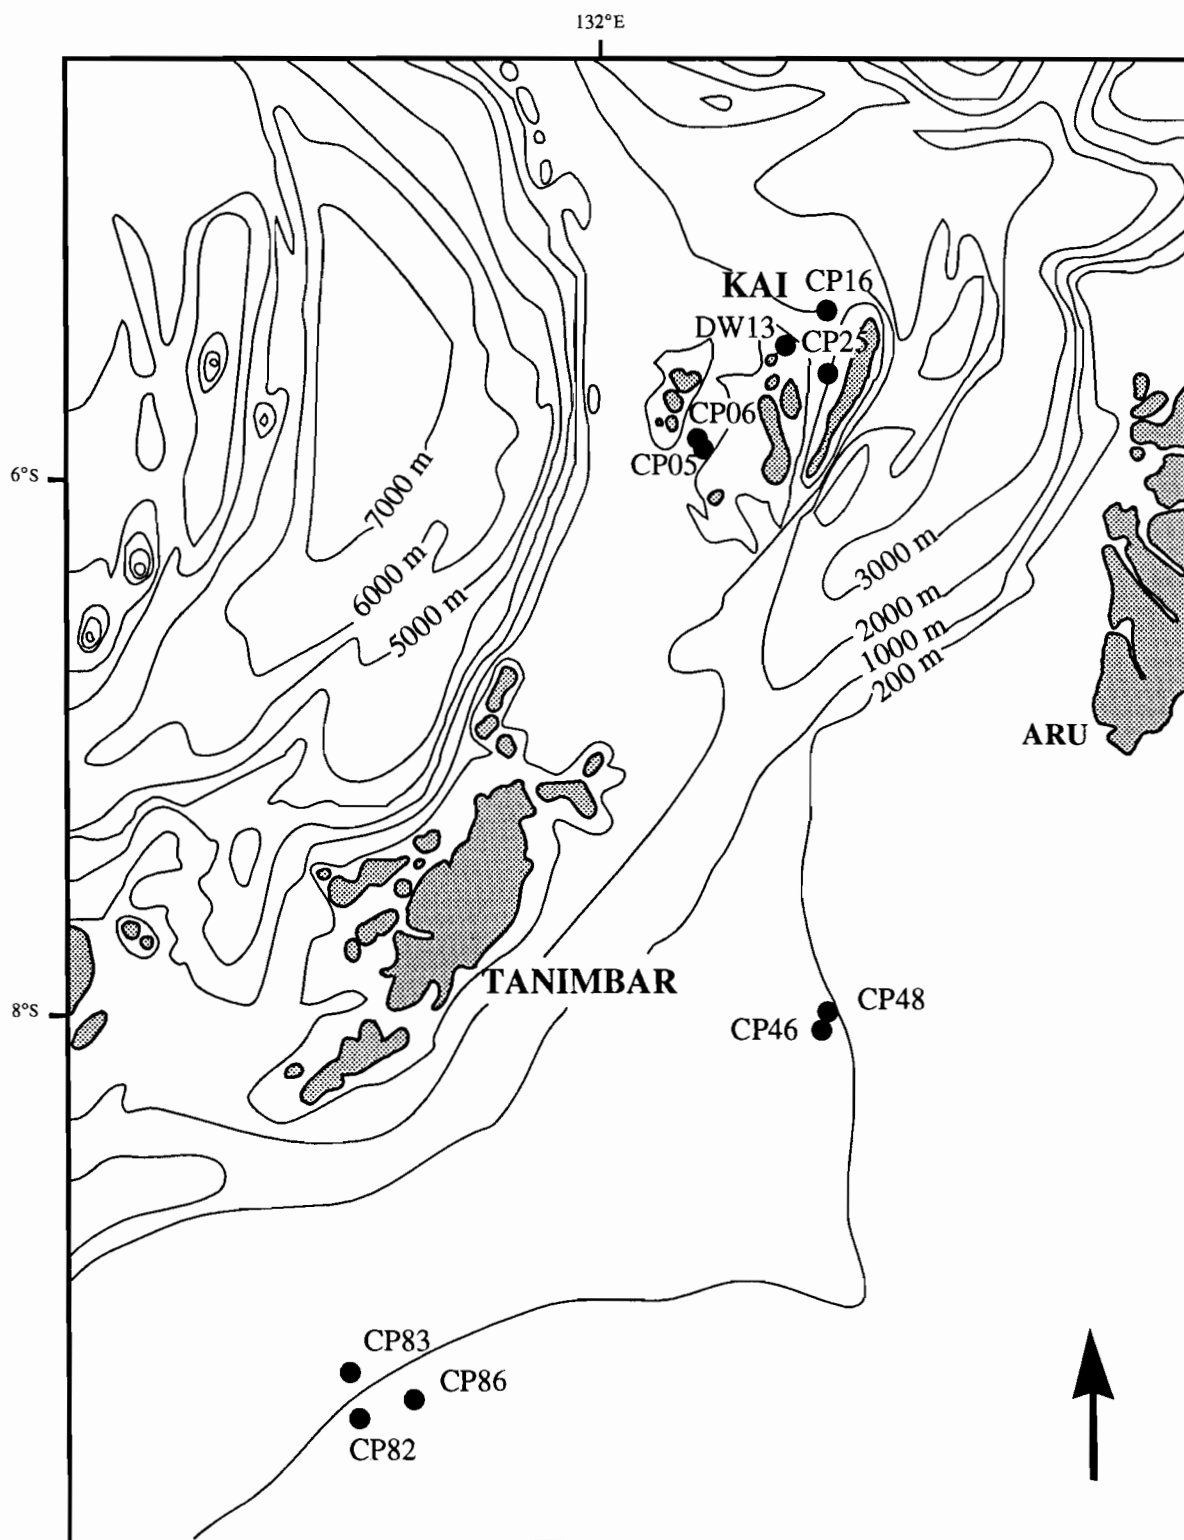 132°E
KAI
CP16
DW13
CP25
CP06
CP05
6°S
7000 m
6000 m
5000 m
3000 m
2000 m
1000 m
200 m
ARU
TANIMBAR
8°S
CP48
CP46
CP83
CP86
CP82